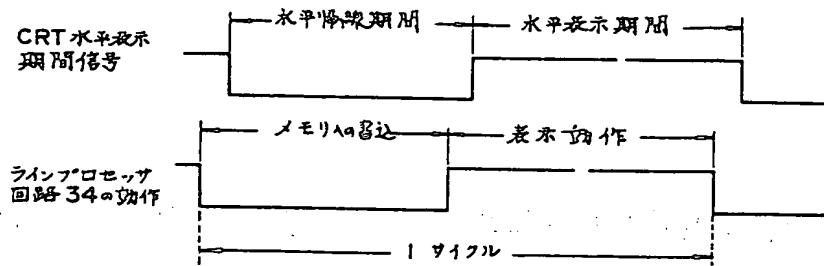 水平帰線期間 水平表示期間
CRT水平表示
期間信号
メモリへの書込 表示動作
ラインプロセッサ
回路34の動作
1サイクル